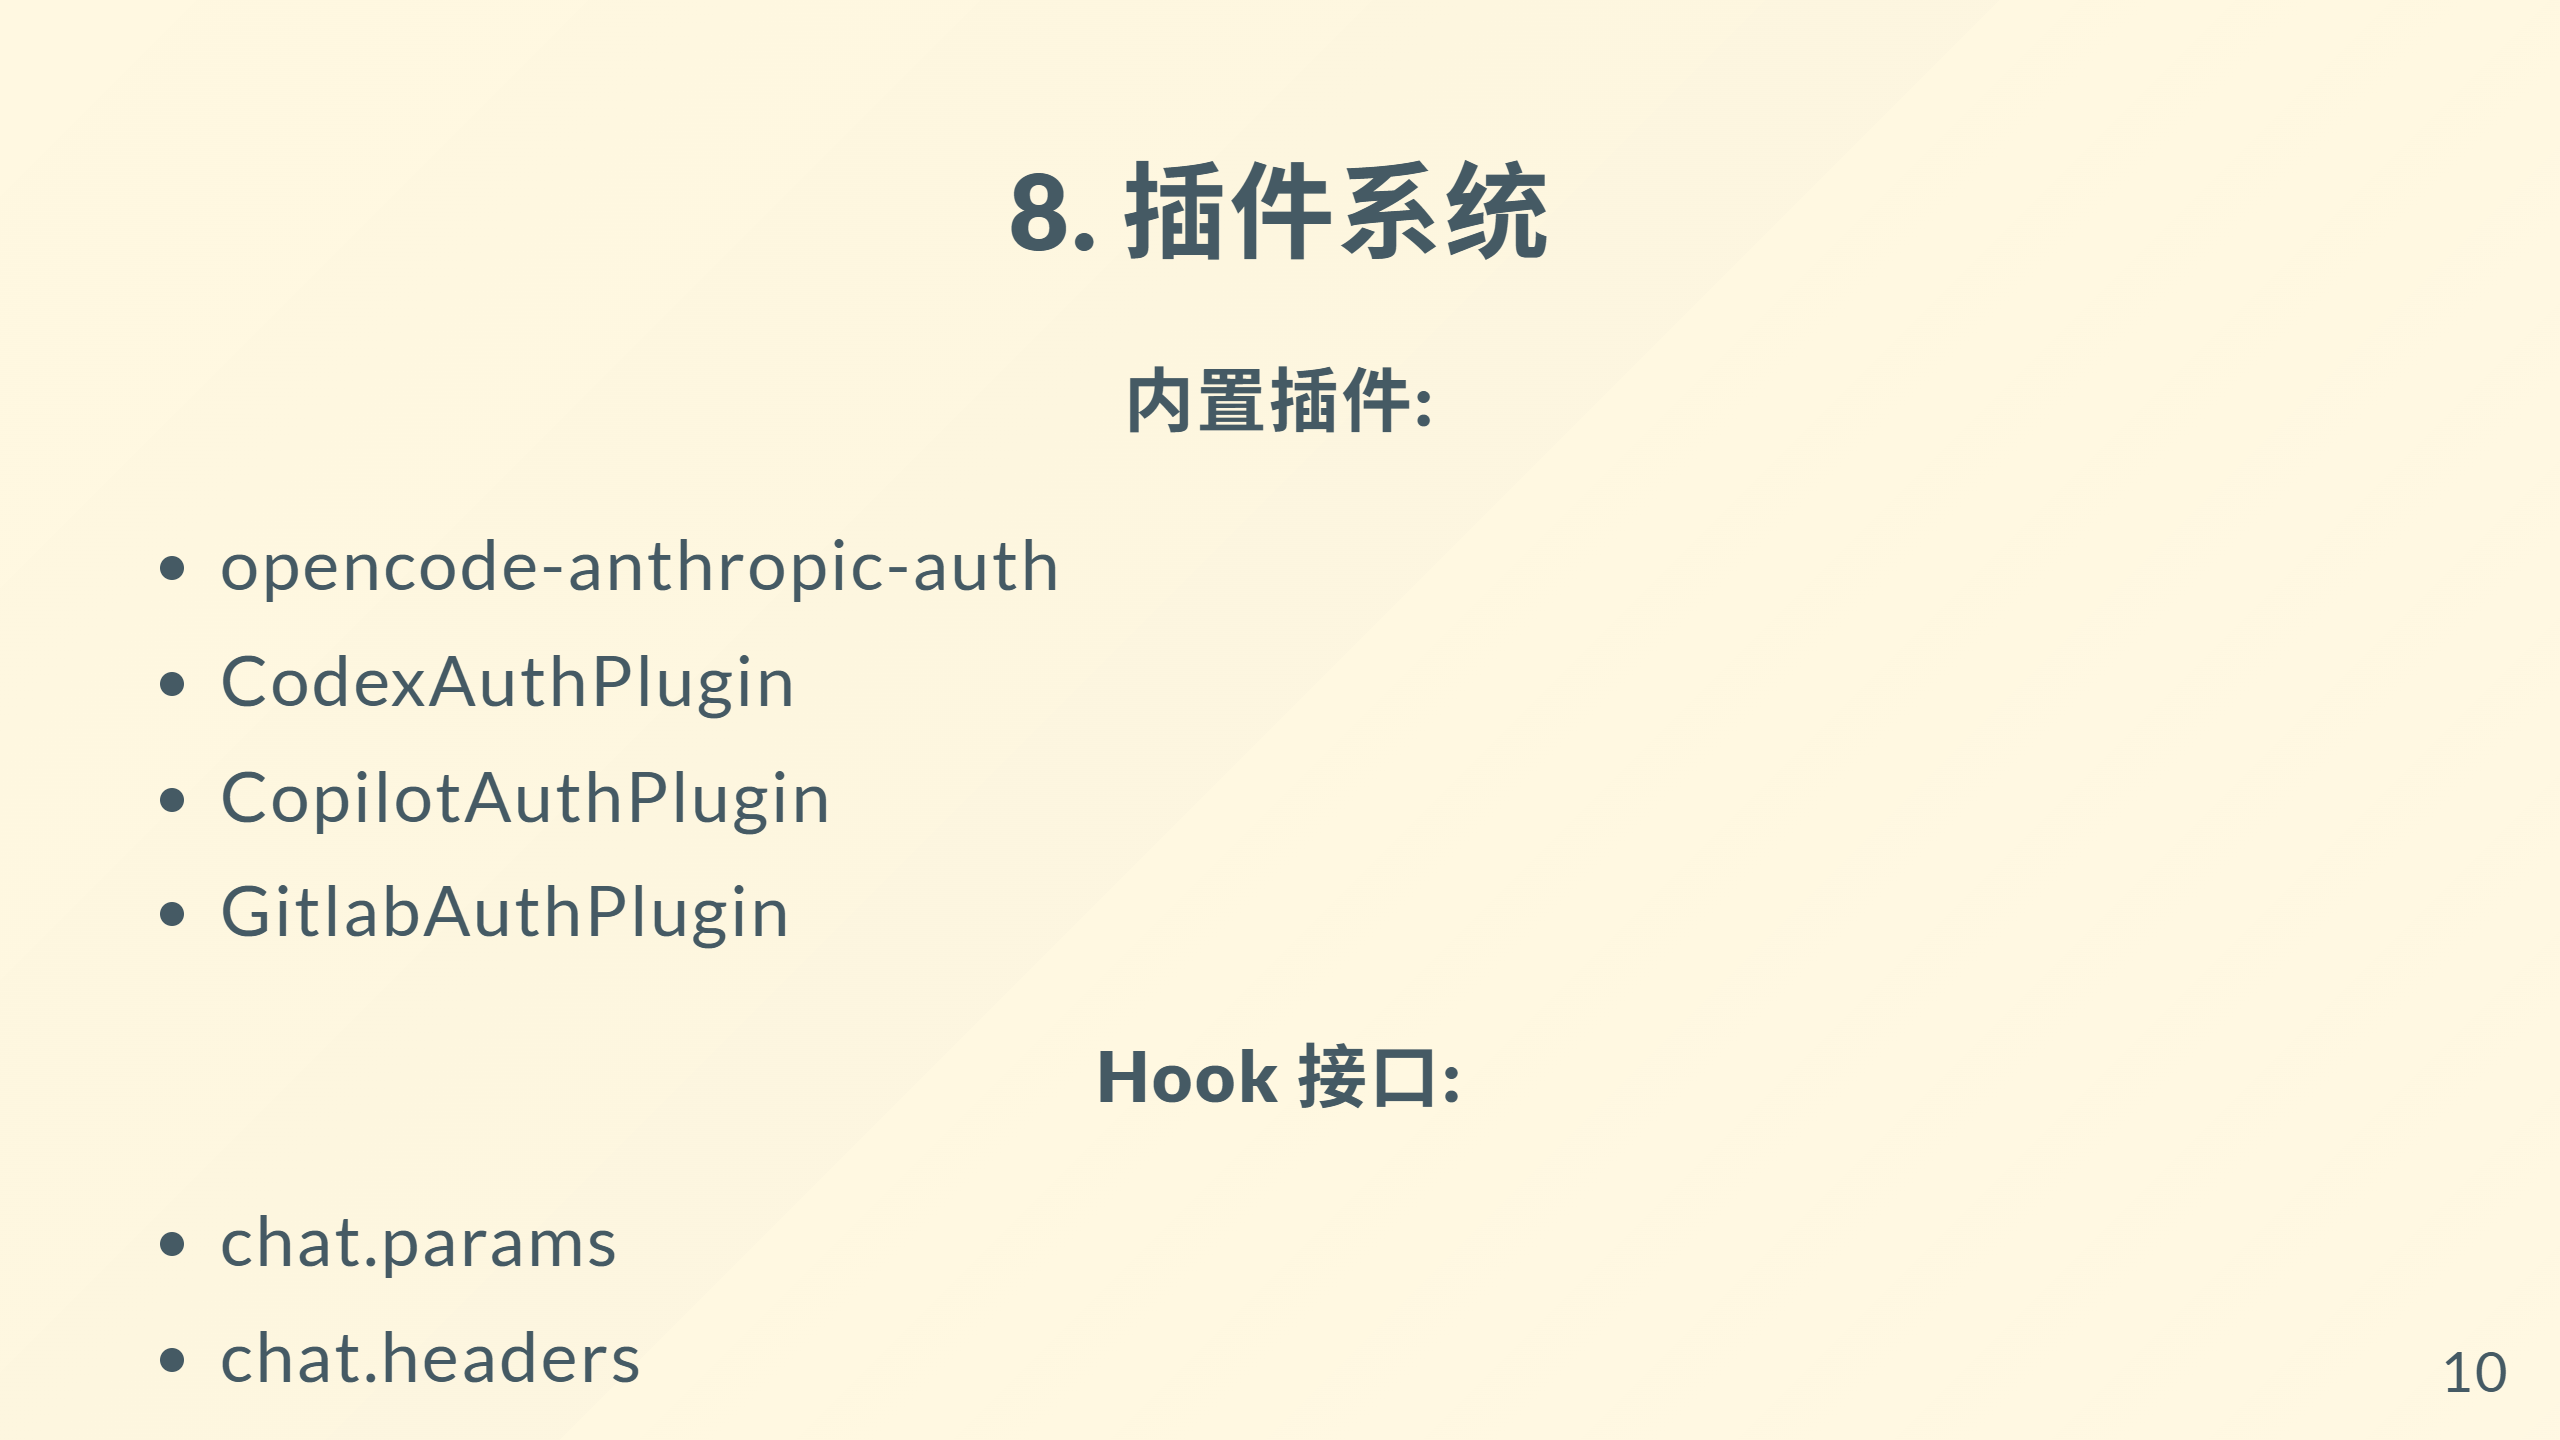 8. 插件系统
内置插件:
• opencode-anthropic-auth
• CodexAuthPlugin
• CopilotAuthPlugin
• GitlabAuthPlugin
Hook 接口:
• chat.params
• chat.headers
10